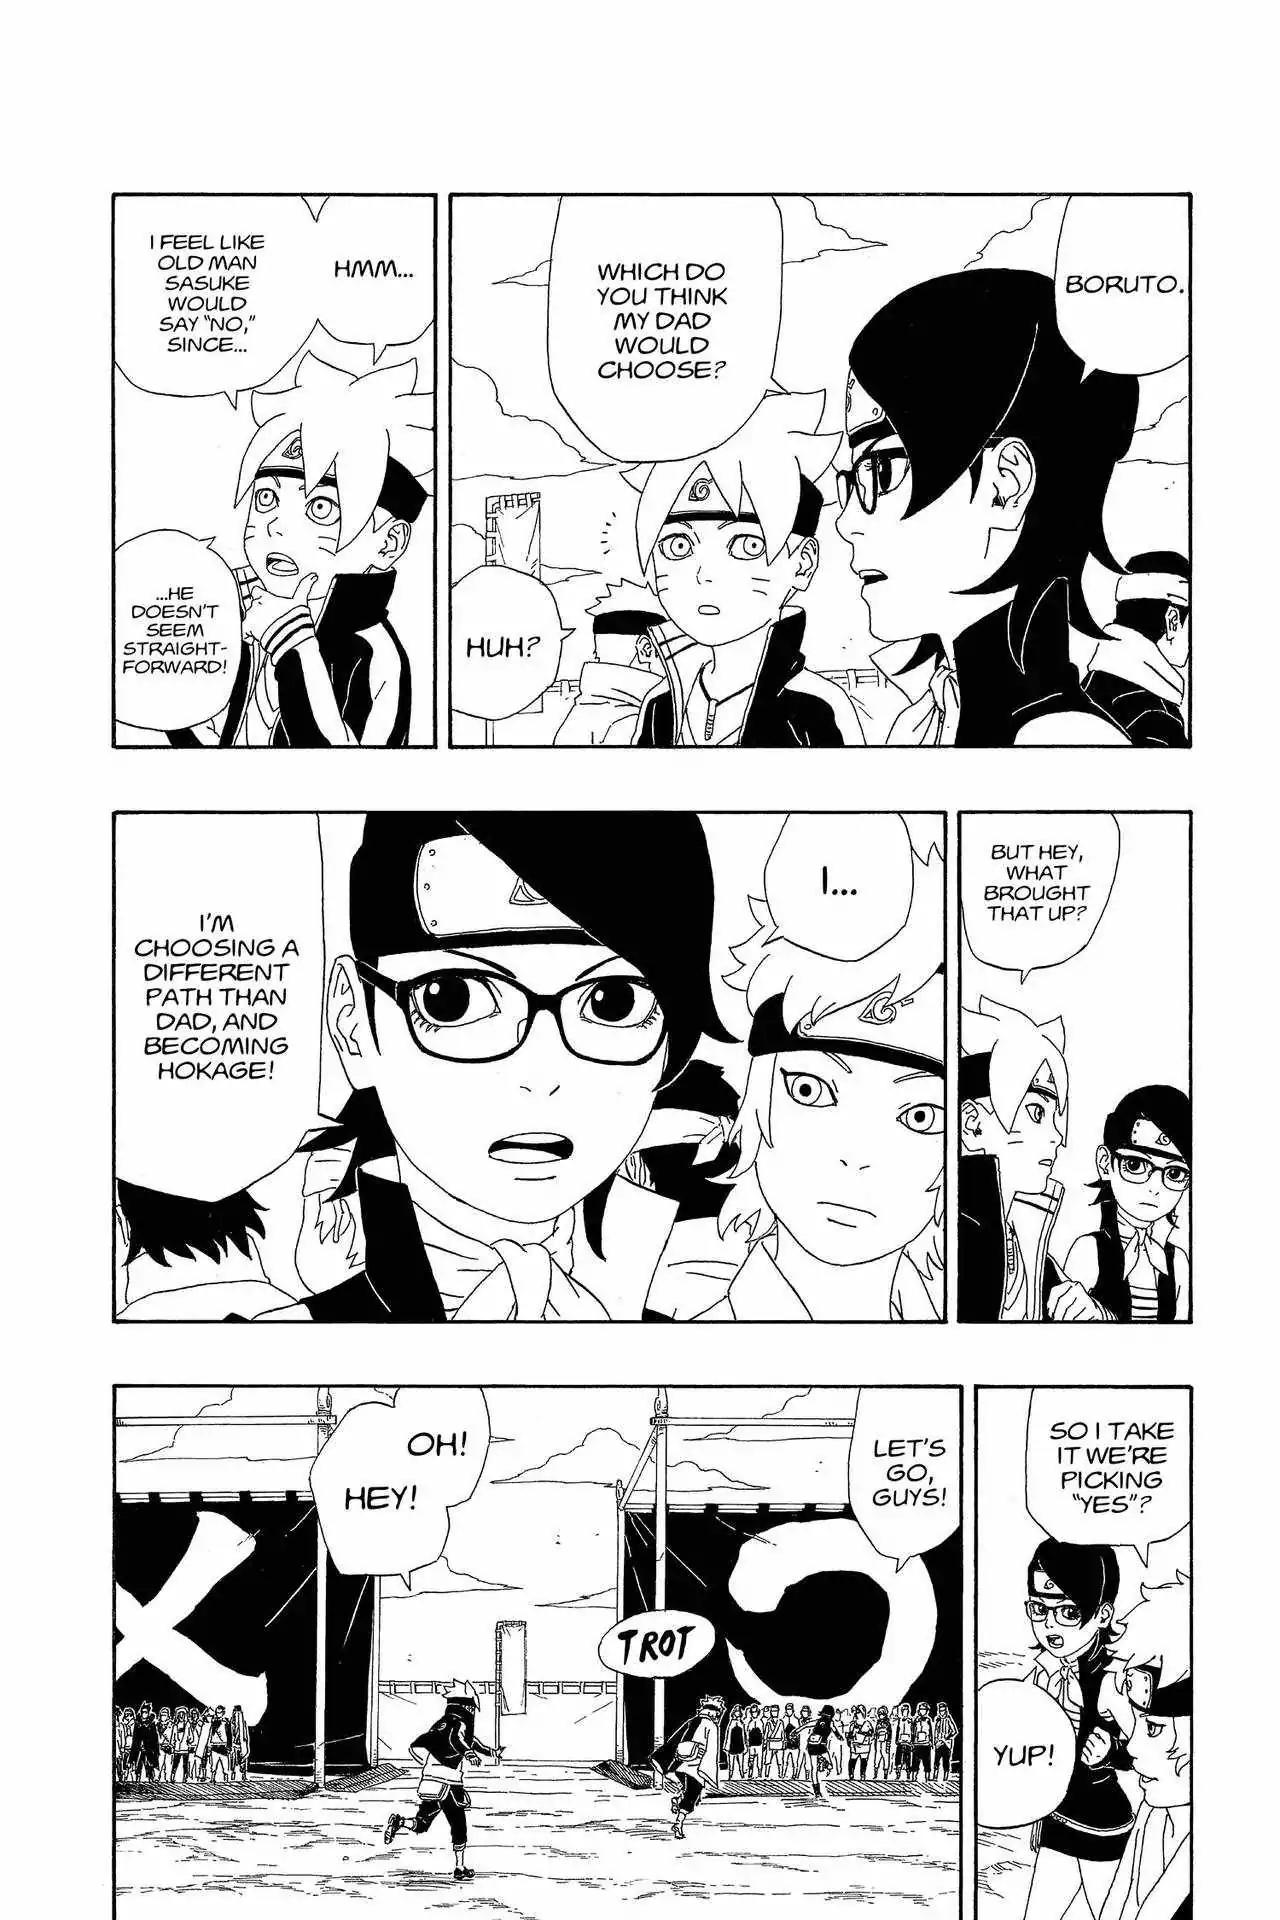 BORUTO.
WHICH DO
YOU THINK
MY DAD
WOULD
CHOOSE?
HUH?
HMM...
I FEEL LIKE
OLD MAN
SASUKE
WOULD
SAY "NO,"
SINCE...
...HE
DOESN'T
SEEM
STRAIGHT-
FORWARD!
BUT HEY,
WHAT
BROUGHT
THAT UP?
I...
I'M
CHOOSING A
DIFFERENT
PATH THAN
DAD, AND
BECOMING
HOKAGE!
SO I TAKE
IT WE'RE
PICKING
"YES"?
YUP!
LET'S
GO,
GUYS!
OH!
HEY!
TROT